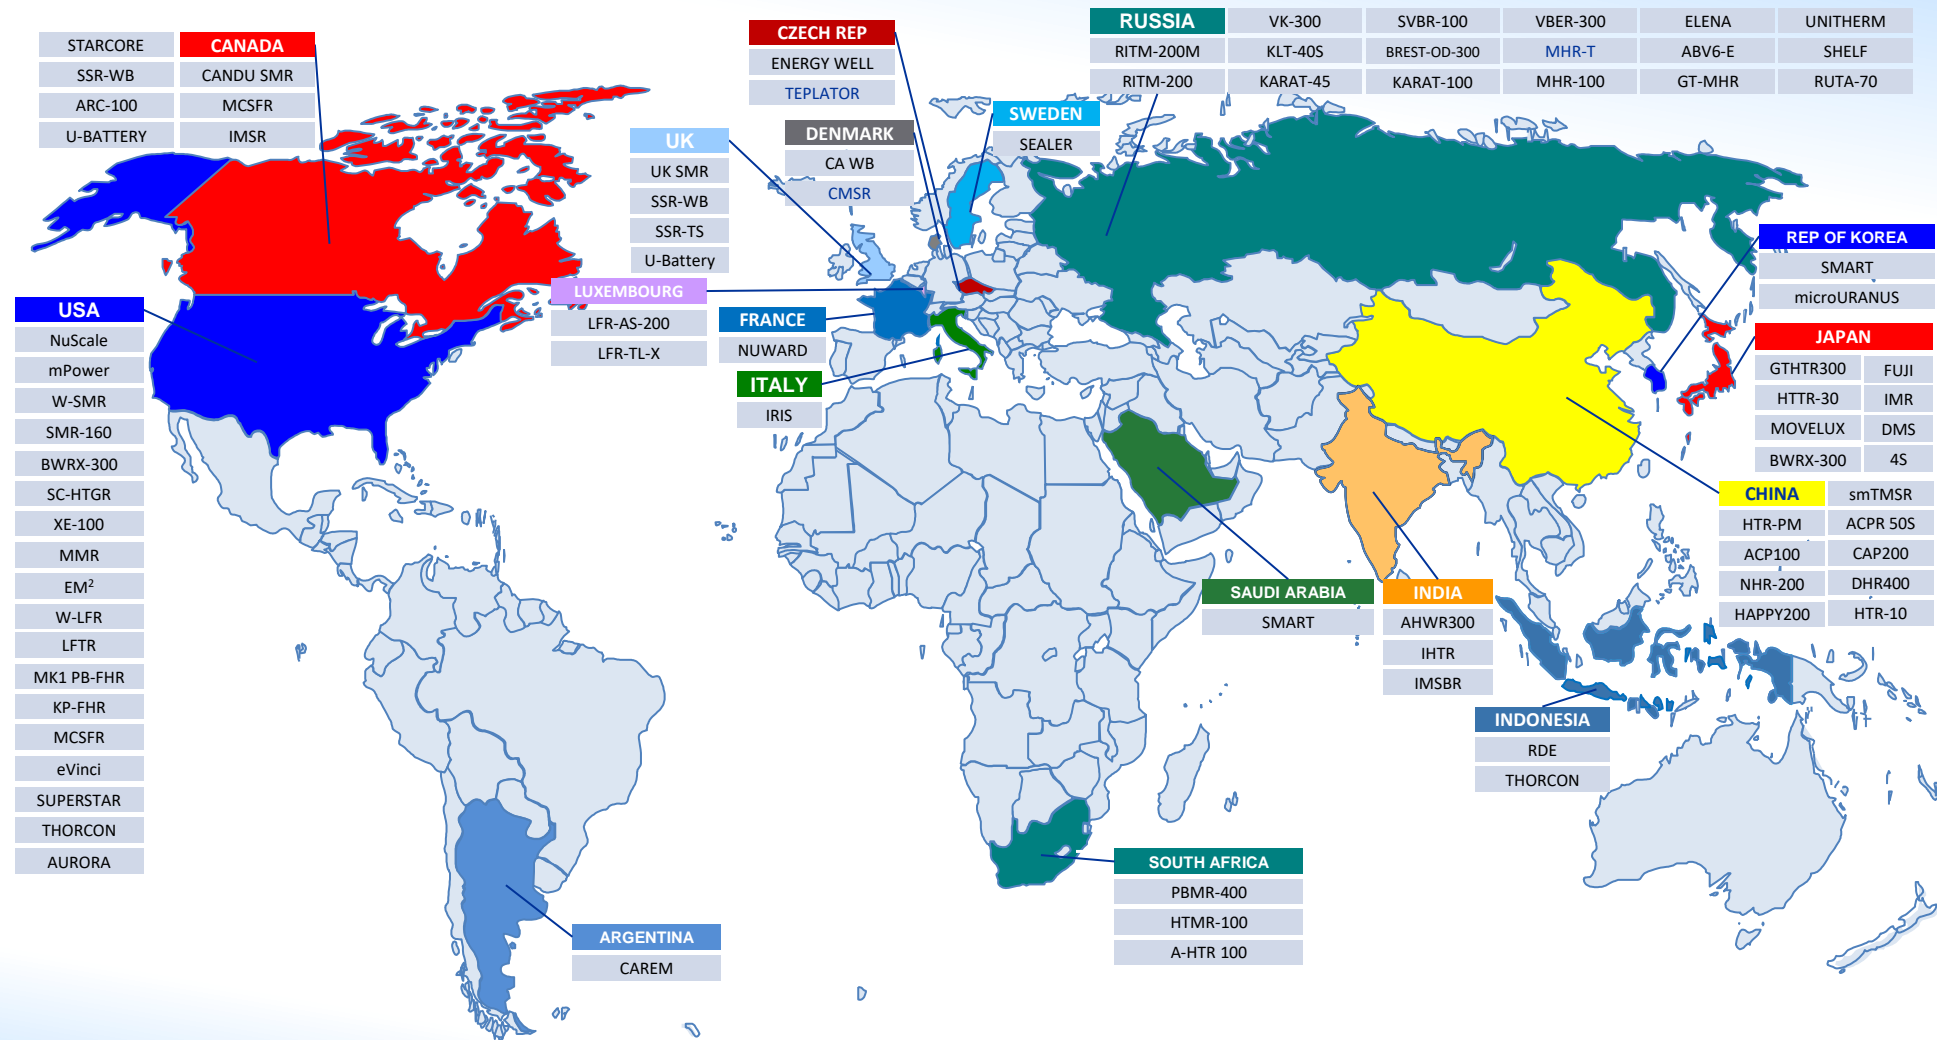 STARCORE
CANADA
SSR-WB
CANDU SMR
ARC-100
MCSFR
U-BATTERY
IMSR
CZECH REP
ENERGY WELL
TEPLATOR
RUSSIA
VK-300
SVBR-100
VBER-300
ELENA
UNITHERM
RITM-200M
KLT-40S
BREST-OD-300
MHR-T
ABV6-E
SHELF
RITM-200
KARAT-45
KARAT-100
MHR-100
GT-MHR
RUTA-70
UK
UK SMR
SSR-WB
SSR-TS
U-Battery
DENMARK
CA WB
CMSR
SWEDEN
SEALER
LUXEMBOURG
LFR-AS-200
LFR-TL-X
FRANCE
NUWARD
ITALY
IRIS
REP OF KOREA
SMART
microURANUS
JAPAN
GTHTR300
FUJI
HTTR-30
IMR
MOVELUX
DMS
BWRX-300
4S
CHINA
smTMSR
HTR-PM
ACPR 50S
ACP100
CAP200
NHR-200
DHR400
HAPPY200
HTR-10
USA
NuScale
mPower
W-SMR
SMR-160
BWRX-300
SC-HTGR
XE-100
MMR
EM²
W-LFR
LFTR
MK1 PB-FHR
KP-FHR
MCSFR
eVinci
SUPERSTAR
THORCON
AURORA
SAUDI ARABIA
SMART
INDIA
AHWR300
IHTR
IMSBR
INDONESIA
RDE
THORCON
SOUTH AFRICA
PBMR-400
HTMR-100
A-HTR 100
ARGENTINA
CAREM